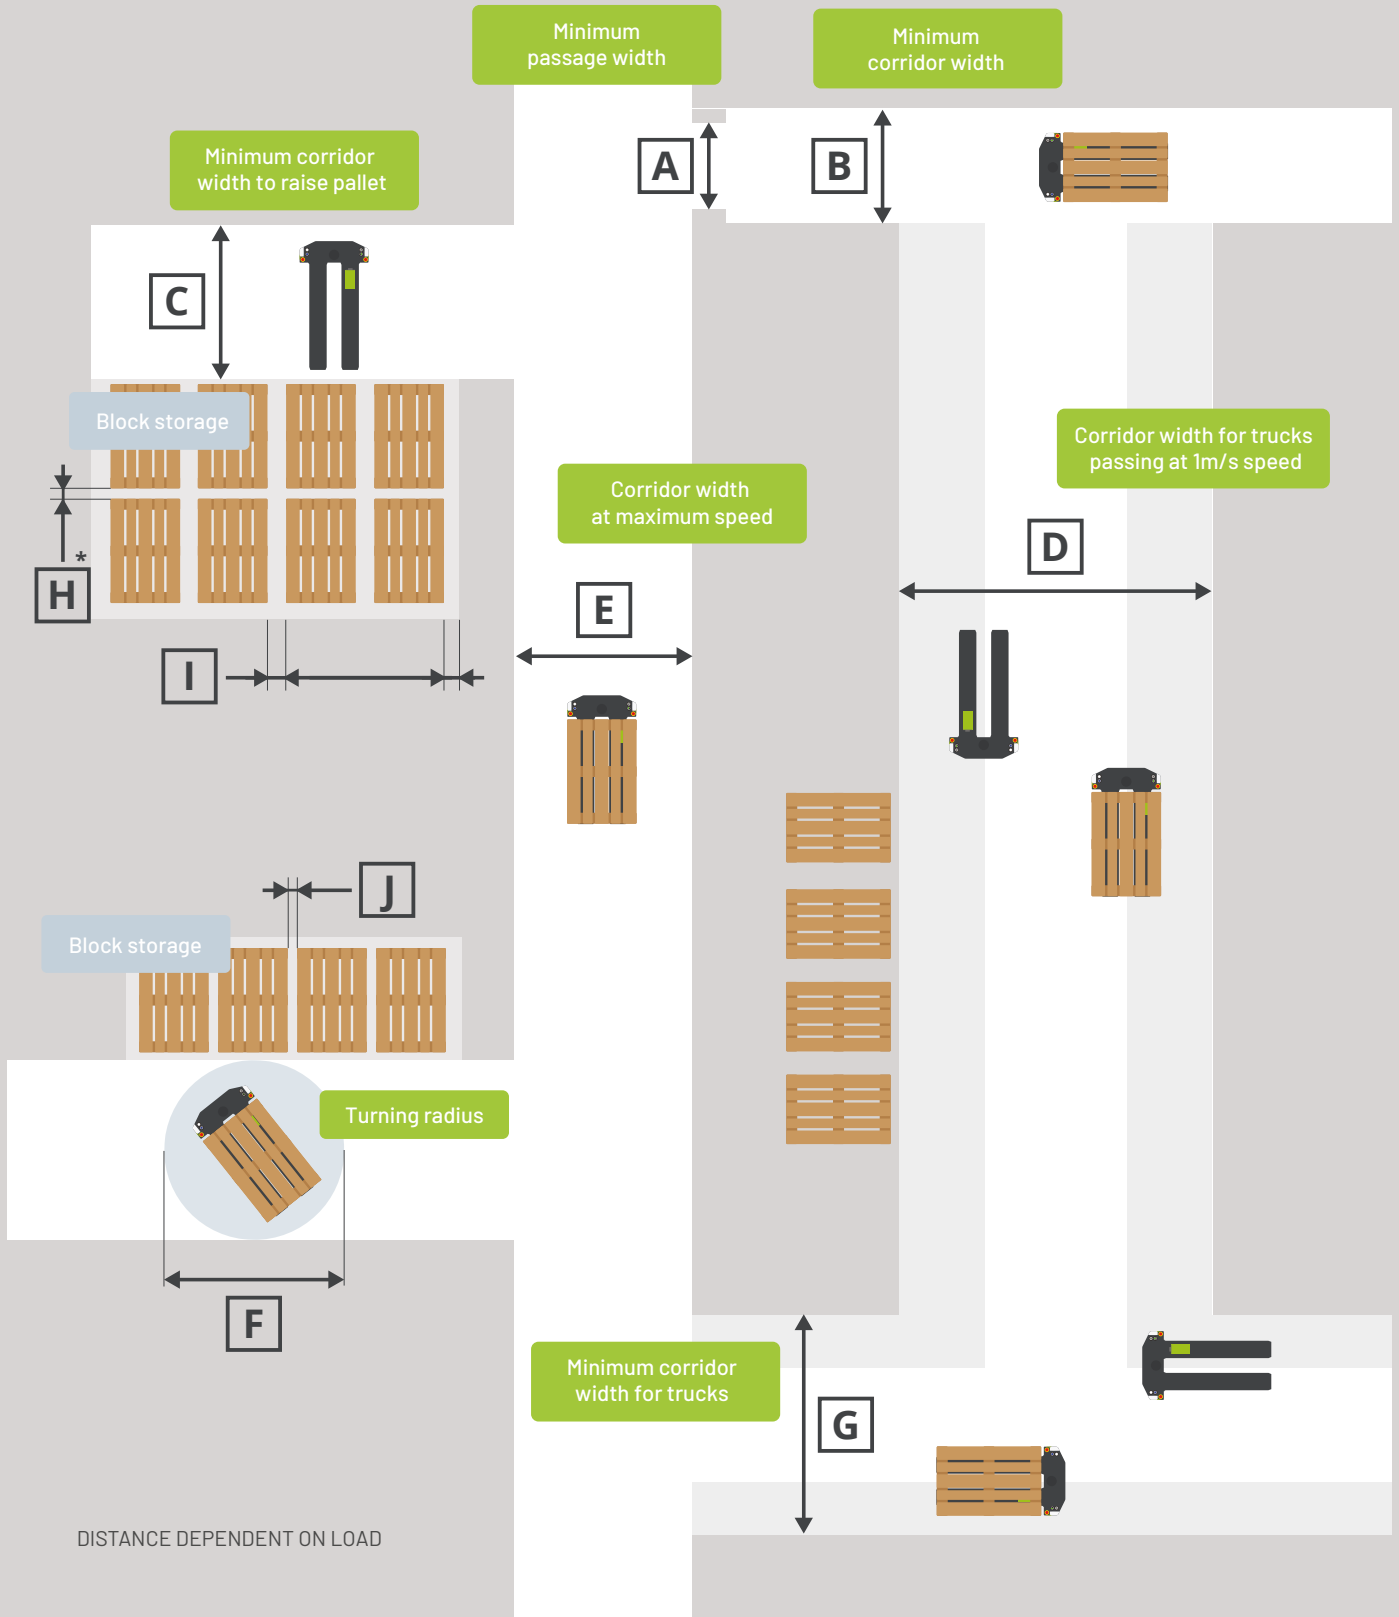 Minimum
passage width
Minimum
corridor width
Minimum corridor
width to raise pallet
A
B
C
Block storage
Corridor width for trucks
passing at 1m/s speed
Corridor width
at maximum speed
D
*
H
E
I
J
Block storage
Turning radius
F
Minimum corridor
width for trucks
G
DISTANCE DEPENDENT ON LOAD